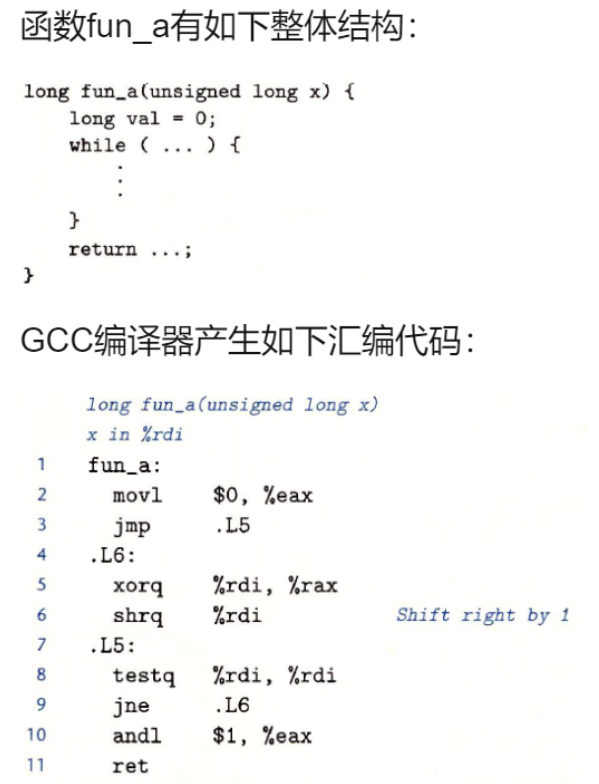 函数fun_a有如下整体结构：
long fun_a(unsigned long x) {
long val = 0;
while ( ... ) {
.
.
.
}
return ...;
}
GCC编译器产生如下汇编代码：
long fun_a(unsigned long x)
x in %rdi
1 fun_a:
2 movl $0, %eax
3 jmp .L5
4 .L6:
5 xorq %rdi, %rax
6 shrq %rdi Shift right by 1
7 .L5:
8 testq %rdi, %rdi
9 jne .L6
10 andl $1, %eax
11 ret